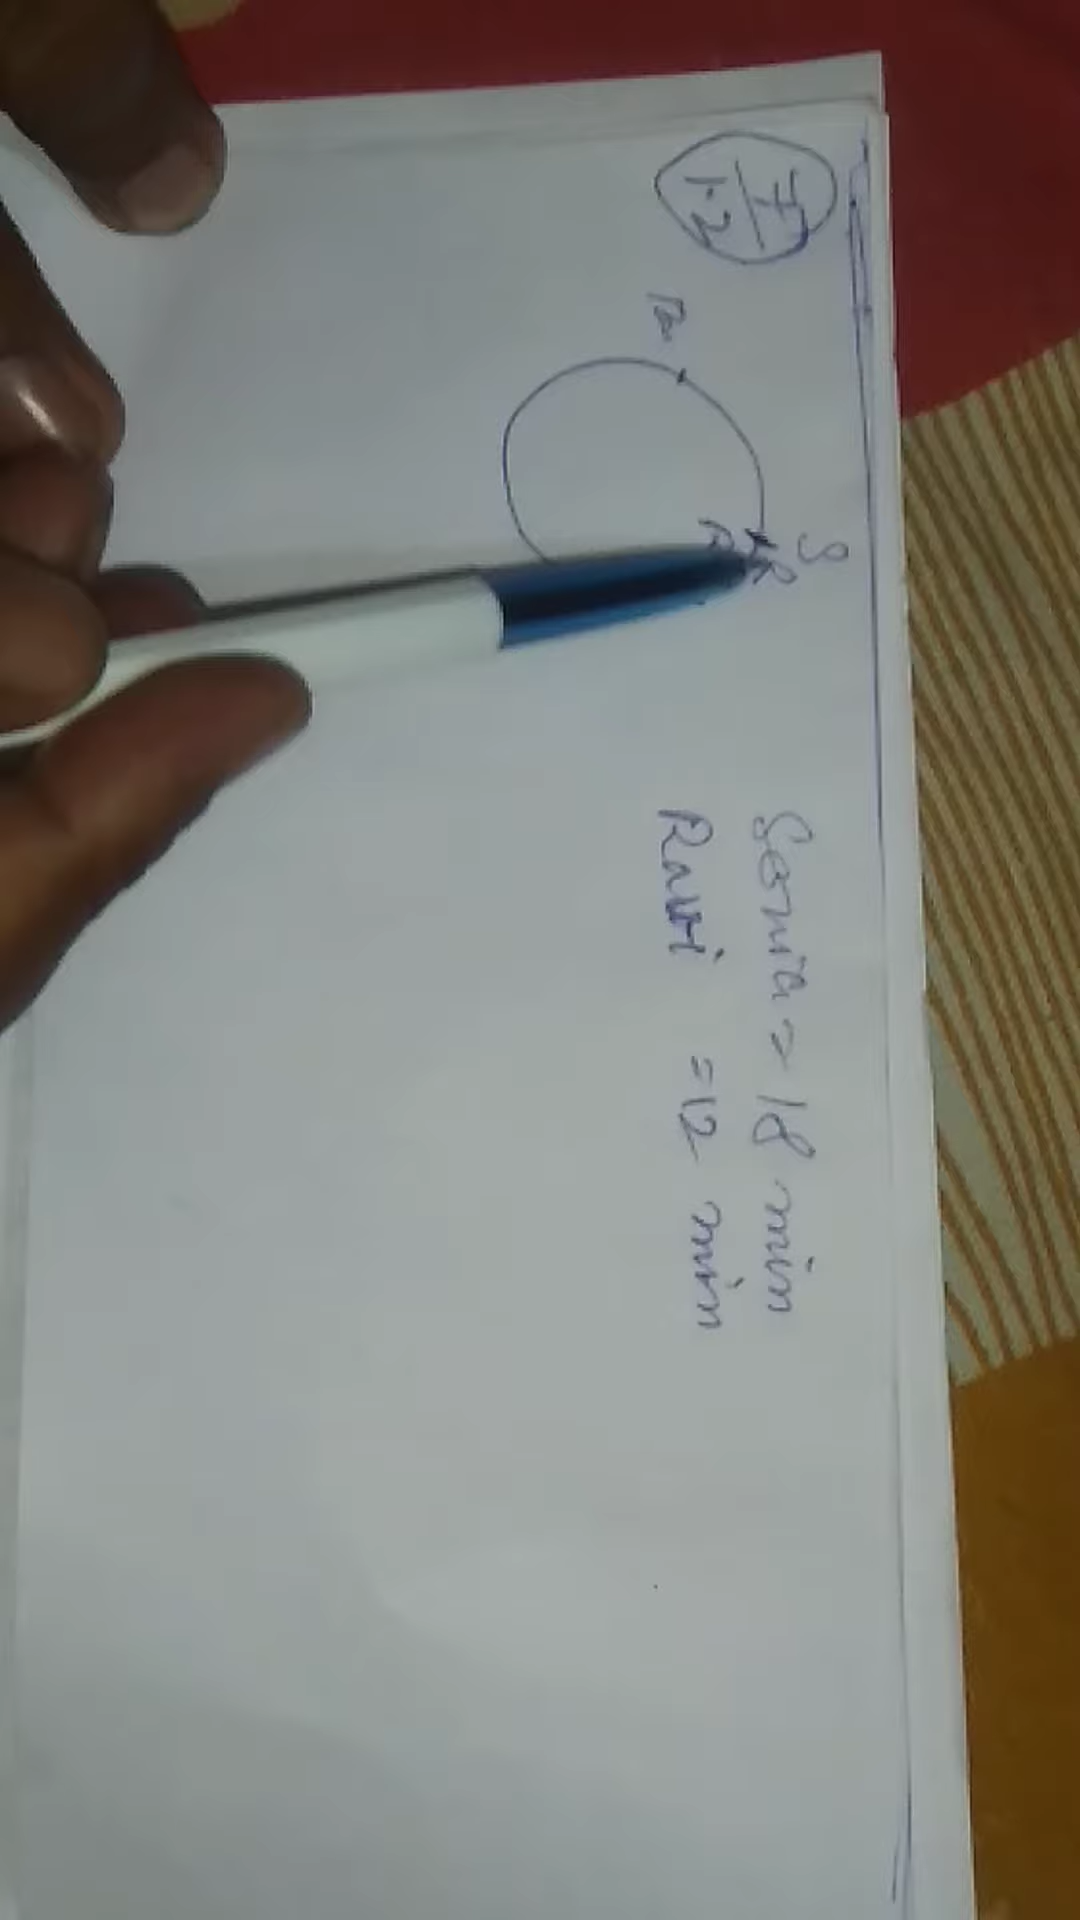 7
1.2
S
R
R
Sonia = 18 min
Ravi = 12 min